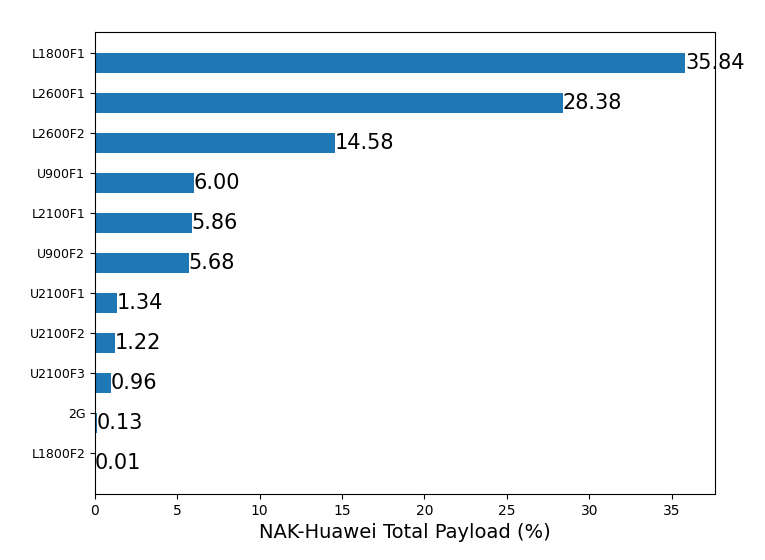 L1800F1 35.84
L2600F1 28.38
L2600F2 14.58
U900F1 6.00
L2100F1 5.86
U900F2 5.68
U2100F1 1.34
U2100F2 1.22
U2100F3 0.96
2G 0.13
L1800F2 0.01
0 5 10 15 20 25 30 35
NAK-Huawei Total Payload (%)